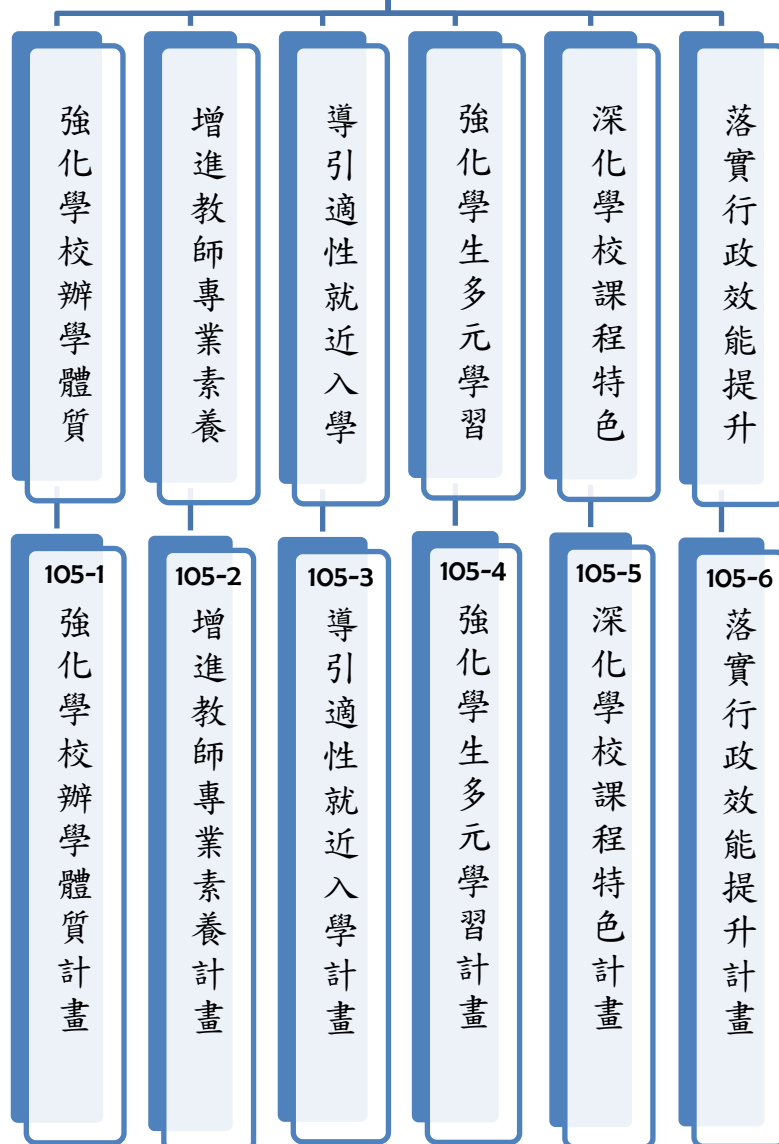 強化學校辦學體質
增進教師專業素養
導引適性就近入學
強化學生多元學習
深化學校課程特色
落實行政效能提升
105-1
強化學校辦學體質計畫
105-2
增進教師專業素養計畫
105-3
導引適性就近入學計畫
105-4
強化學生多元學習計畫
105-5
深化學校課程特色計畫
105-6
落實行政效能提升計畫